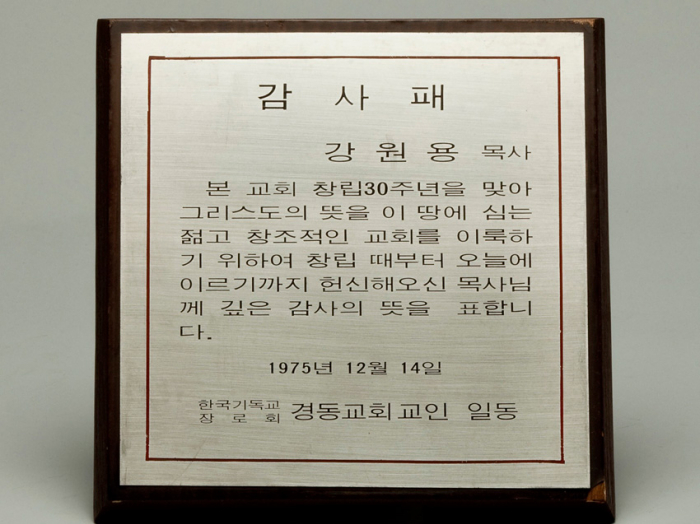 감 사 패
강 원 용 목사
본 교회 창립30주년을 맞아
그리스도의 뜻을 이 땅에 심는
젊고 창조적인 교회를 이룩하
기 위하여 창립 때부터 오늘에
이르기까지 헌신해오신 목사님
께 깊은 감사의 뜻을 표합니
다.
1975년 12월 14일
한국기독교
장 로 회 경동교회교인 일동